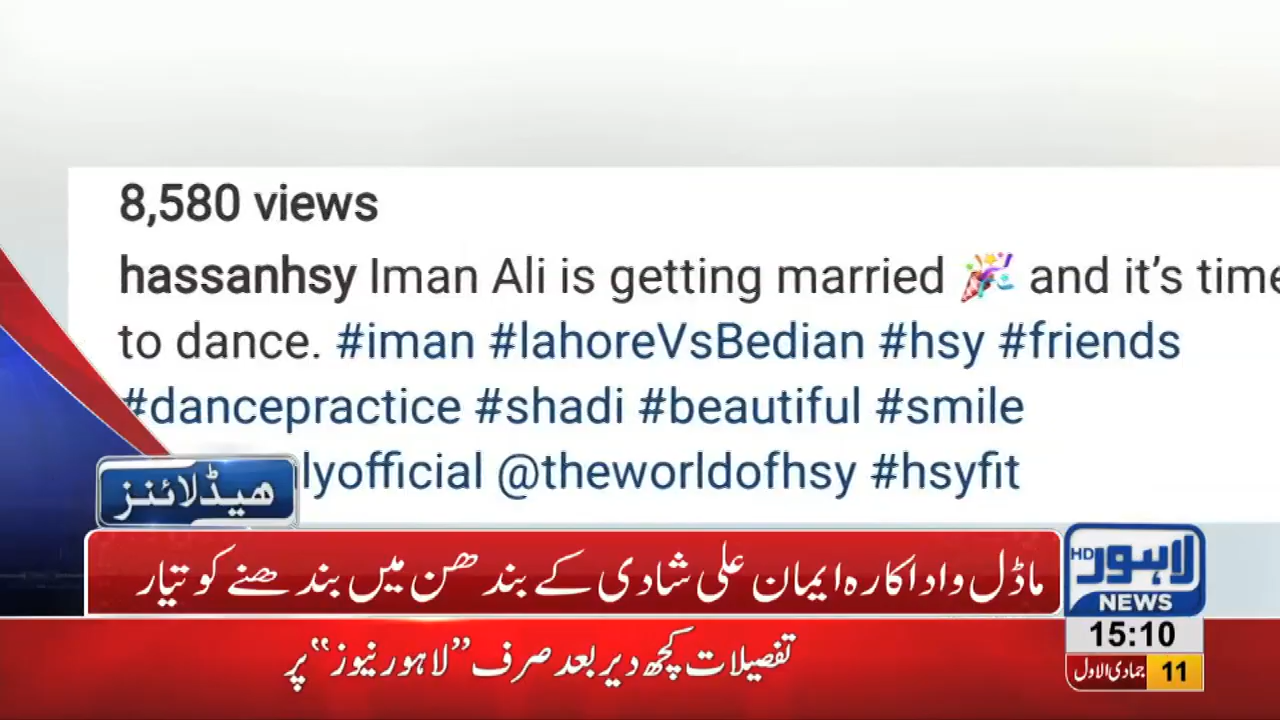 8,580 views
hassanhsy Iman Ali is getting married 🎉 and it's time
to dance. #iman #lahoreVsBedian #hsy #friends
#dancepractice #shadi #beautiful #smile
lyofficial @theworldofhsy #hsyfit
ھیڈلائنز
ماڈل و اداکارہ ایمان علی شادی کے بندھن میں بندھنے کو تیار
تفصیلات کچھ دیر بعد صرف "لاہور نیوز" پر
لاہور HD
NEWS
15:10
11 جمادی الاول